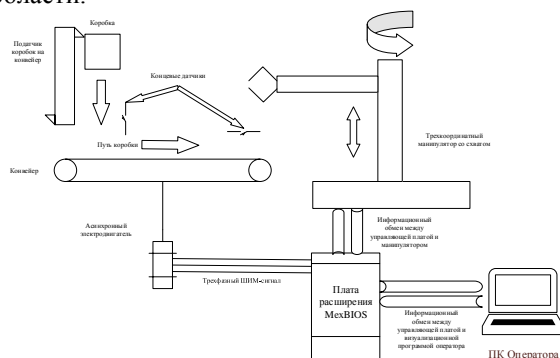 области.
Коробка
Податчик
коробок на
конвейер
Концевые датчики
Путь коробки
Конвейер
Трехкоординатный
манипулятор со схватом
Асинхронный
электродвигатель
Информационный
обмен между
управляющей платой и
манипулятором
Трехфазный ШИМ-сигнал
Плата
расширения
MexBIOS
Информационный
обмен между
управляющей платой и
визуализационной
программой оператора
ПК Оператора